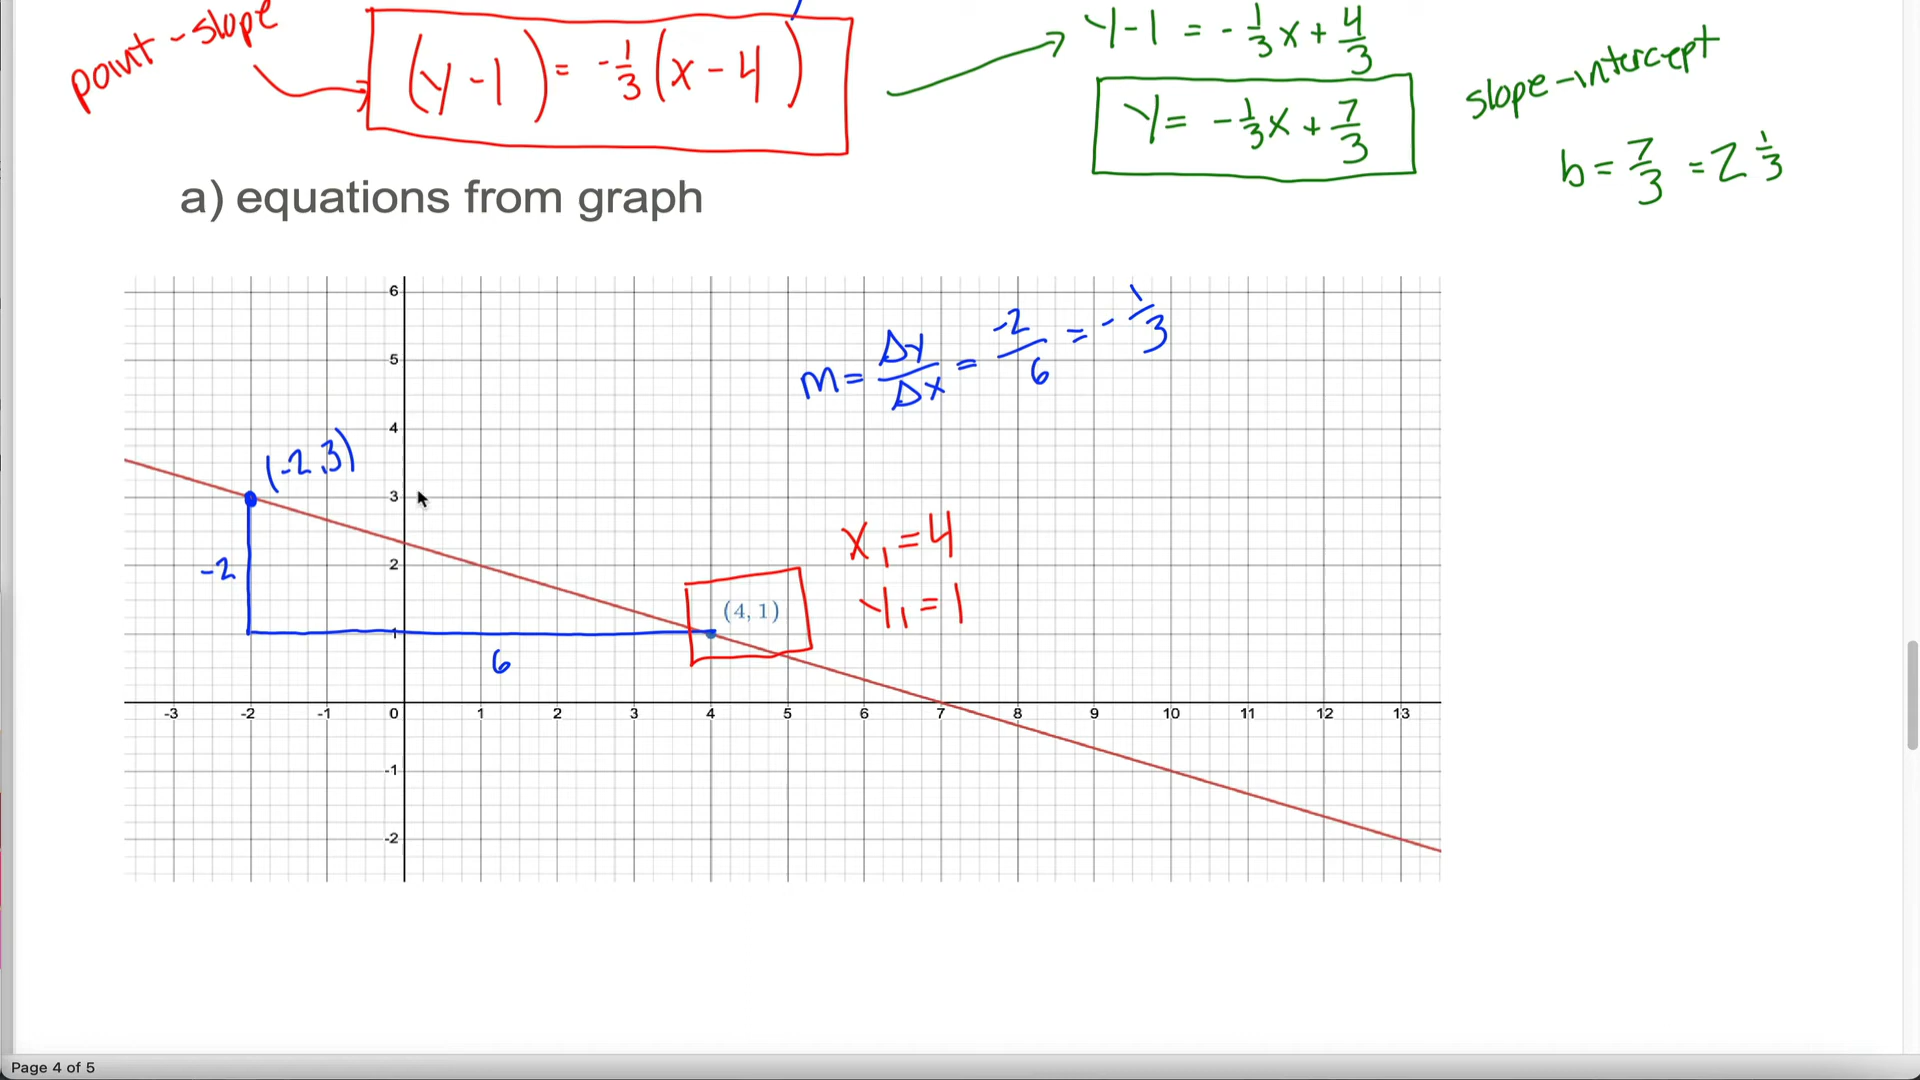 point-slope
(y-1) = -1/3 (x-4)
y-1 = -1/3x + 4/3
y = -1/3x + 7/3
slope-intercept
b = 7/3 = 2 1/3
a) equations from graph
m = Δy/Δx = -2/6 = -1/3
(-2,3)
-2
6
x₁ = 4
y₁ = 1
(4, 1)
6
5
4
3
2
1
-3 -2 -1 0 1 2 3 4 5 6 7 8 9 10 11 12 13
-1
-2
Page 4 of 5